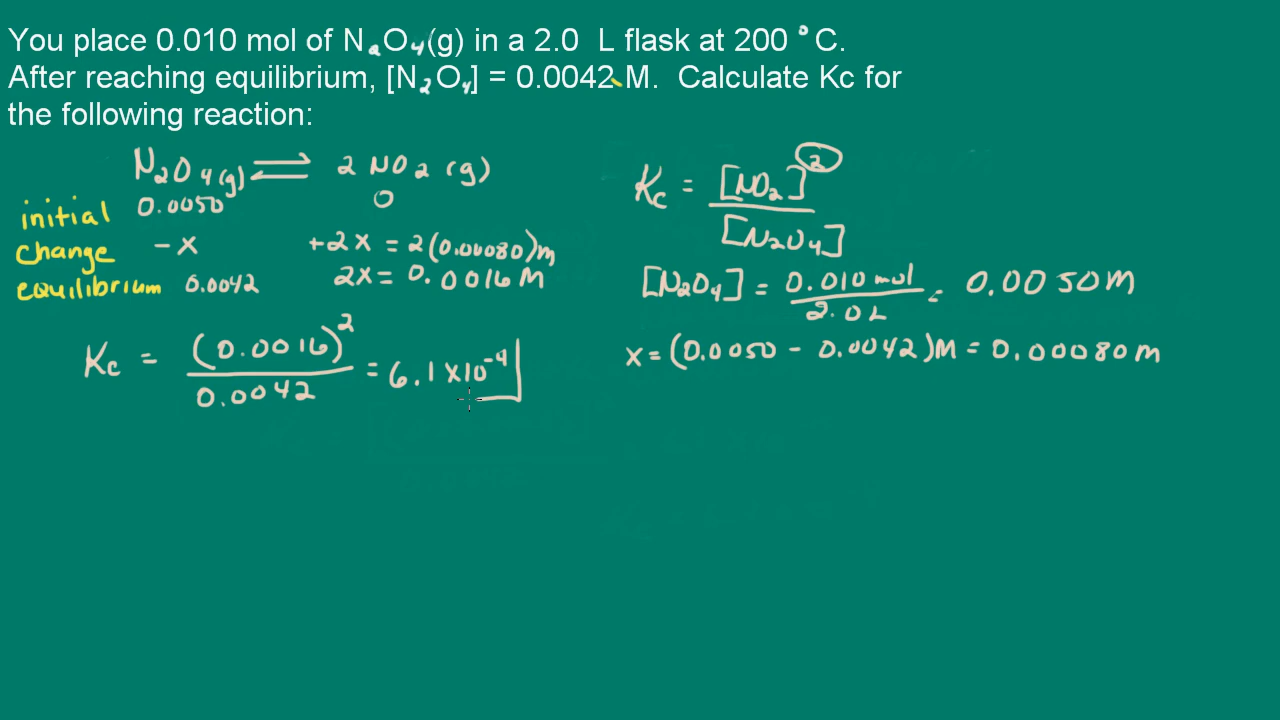 You place 0.010 mol of N₂O₄(g) in a 2.0 L flask at 200 °C.
After reaching equilibrium, [N₂O₄] = 0.0042 M. Calculate Kc for
the following reaction:
N₂O₄(g) ⇌ 2 NO₂ (g)
initial 0.0050 0
change -x +2x = 2(0.00080)M
equilibrium 0.0042 2x = 0.0016 M
Kc = (0.0016)² / 0.0042 = 6.1 x 10⁻⁴
Kc = [NO₂]² / [N₂O₄]
[N₂O₄] = 0.010 mol / 2.0 L = 0.0050 M
x = (0.0050 - 0.0042)M = 0.00080 M